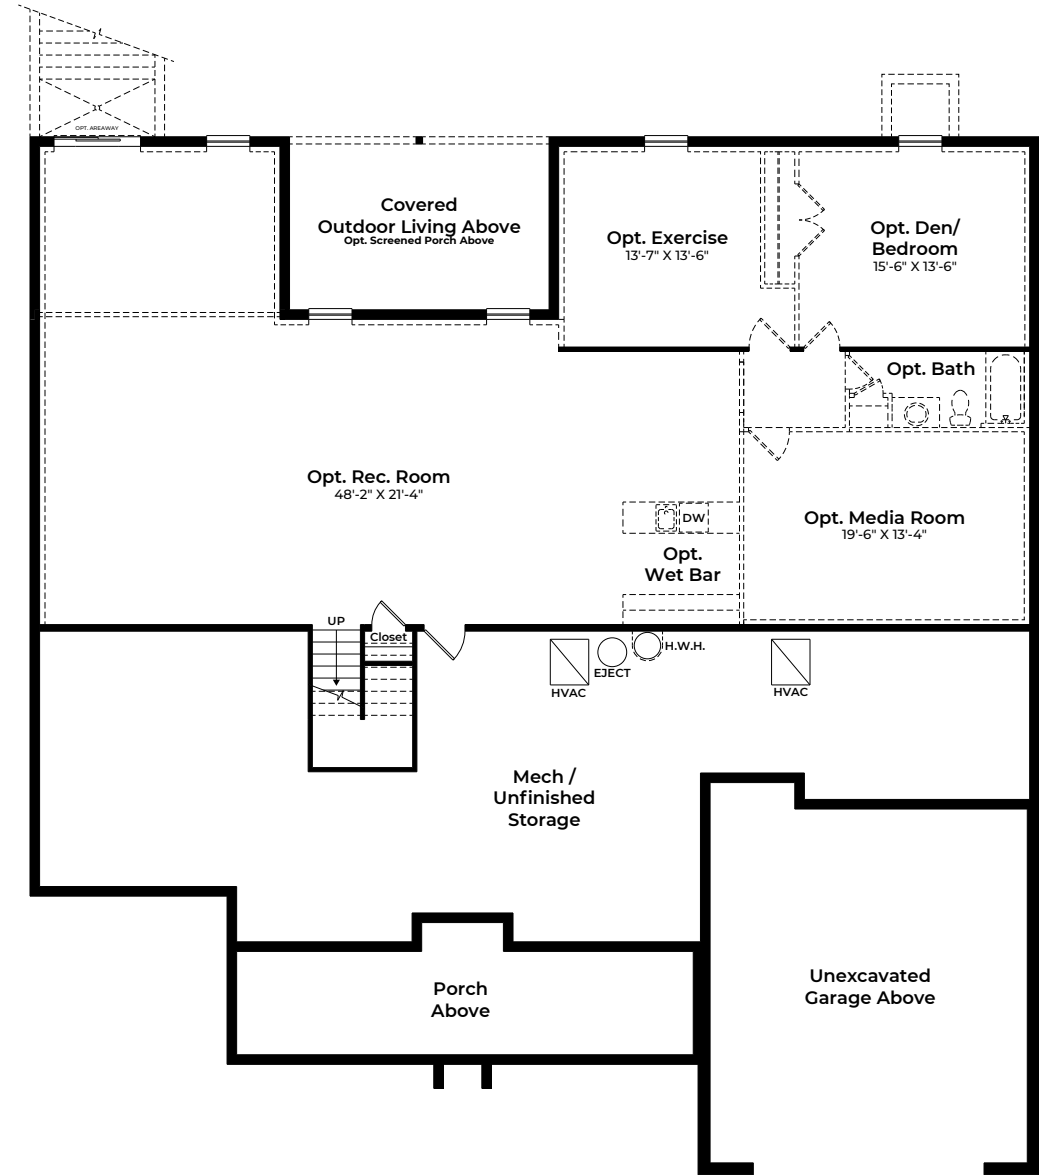 OPT. AREAWAY
Covered
Outdoor Living Above
Opt. Screened Porch Above
Opt. Exercise
13'-7" X 13'-6"
Opt. Den/
Bedroom
15'-6" X 13'-6"
Opt. Bath
Opt. Rec. Room
48'-2" X 21'-4"
DW
Opt.
Wet Bar
Opt. Media Room
19'-6" X 13'-4"
UP
Closet
HVAC
EJECT
H.W.H.
HVAC
Mech /
Unfinished
Storage
Porch
Above
Unexcavated
Garage Above